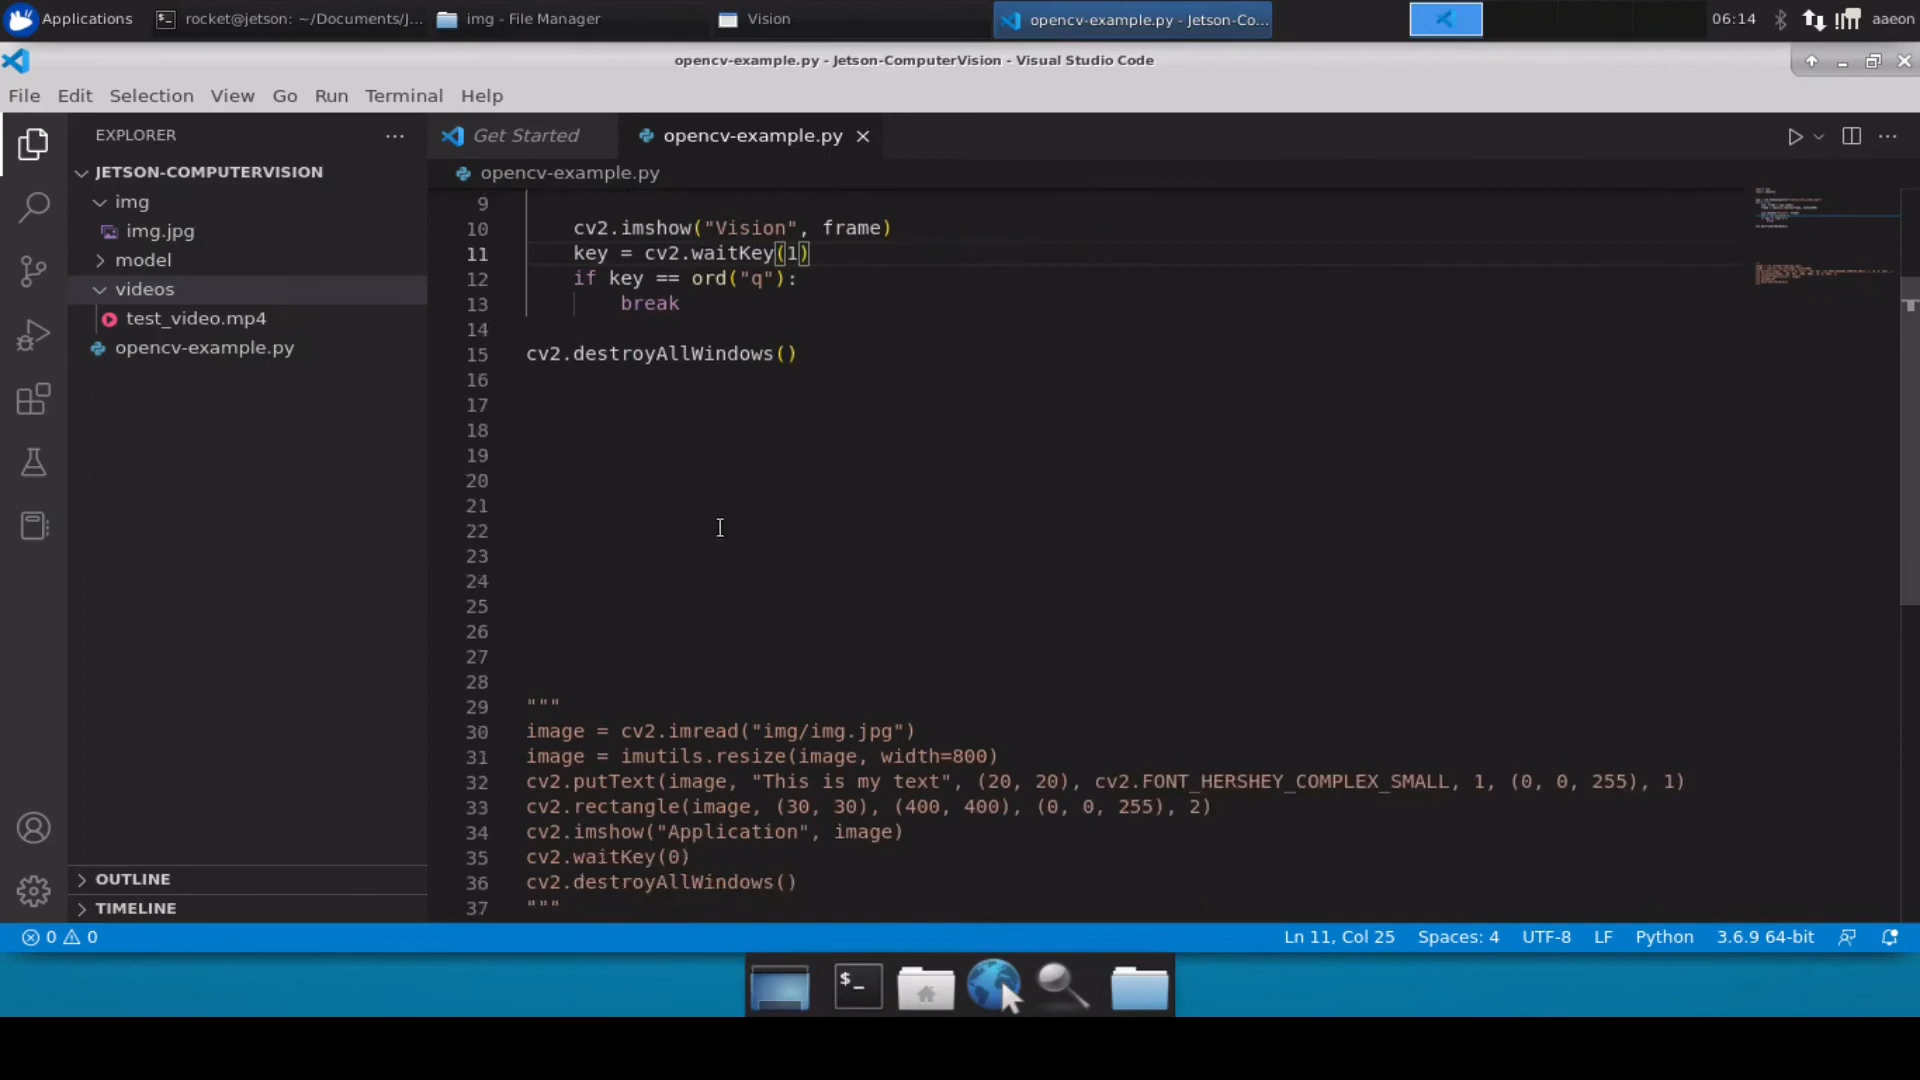 Applications
rocket@jetson: ~/Documents/J...
img - File Manager
Vision
opencv-example.py - Jetson-Co...
06:14
aaeon
opencv-example.py - Jetson-ComputerVision - Visual Studio Code
File Edit Selection View Go Run Terminal Help
EXPLORER
Get Started
opencv-example.py
JETSON-COMPUTERVISION
opencv-example.py
img
img.jpg
model
videos
test_video.mp4
opencv-example.py
OUTLINE
TIMELINE
9
10 cv2.imshow("Vision", frame)
11 key = cv2.waitKey(1)
12 if key == ord("q"):
13 break
14
15 cv2.destroyAllWindows()
16
17
18
19
20
21
22
23
24
25
26
27
28
29 """
30 image = cv2.imread("img/img.jpg")
31 image = imutils.resize(image, width=800)
32 cv2.putText(image, "This is my text", (20, 20), cv2.FONT_HERSHEY_COMPLEX_SMALL, 1, (0, 0, 255), 1)
33 cv2.rectangle(image, (30, 30), (400, 400), (0, 0, 255), 2)
34 cv2.imshow("Application", image)
35 cv2.waitKey(0)
36 cv2.destroyAllWindows()
37 """
0 0
Ln 11, Col 25 Spaces: 4 UTF-8 LF Python 3.6.9 64-bit
$_